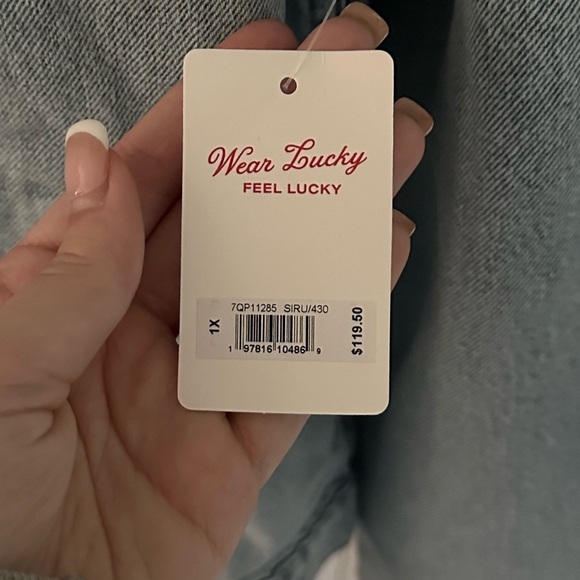 Wear Lucky
FEEL LUCKY
7QP11285 SIRU/430
1X
1 97816 10486 9
$119.50